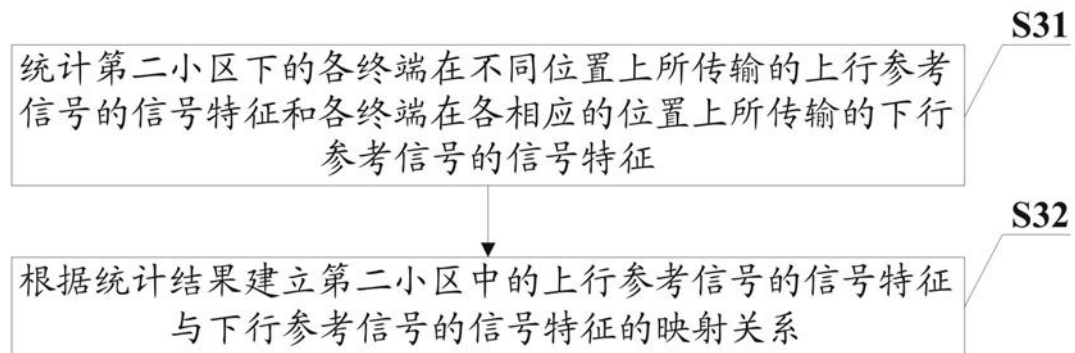 S31
统计第二小区下的各终端在不同位置上所传输的上行参考
信号的信号特征和各终端在各相应的位置上所传输的下行
参考信号的信号特征
S32
根据统计结果建立第二小区中的上行参考信号的信号特征
与下行参考信号的信号特征的映射关系